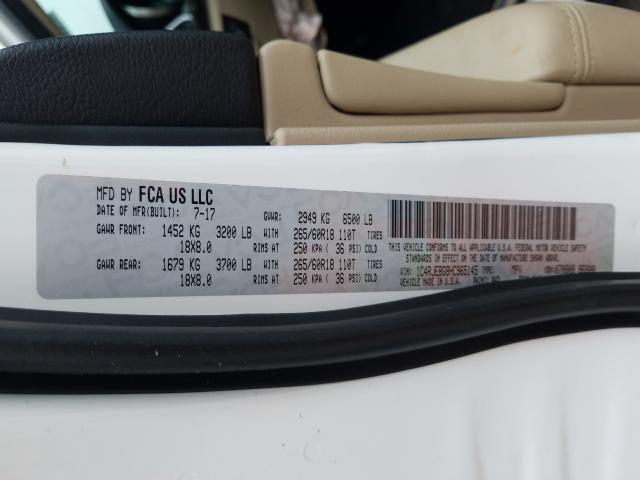 MFD BY FCA US LLC
DATE OF MFR(BUILT): 7-17 GVWR: 2949 KG 6500 LB
GAWR FRONT: 1452 KG 3200 LB WITH 265/60R18 110T TIRES
18X8.0 RIMS AT 250 KPA ( 36 PSI) COLD
GAWR REAR: 1679 KG 3700 LB WITH 265/60R18 110T TIRES
18X8.0 RIMS AT 250 KPA ( 36 PSI) COLD
THIS VEHICLE CONFORMS TO ALL APPLICABLE U.S.A. FEDERAL MOTOR VEHICLE SAFETY
STANDARDS IN EFFECT ON THE DATE OF MANUFACTURE SHOWN ABOVE.
VIN: TYPE: MPV
VEHICLE MADE IN U.S.A. PAINT: